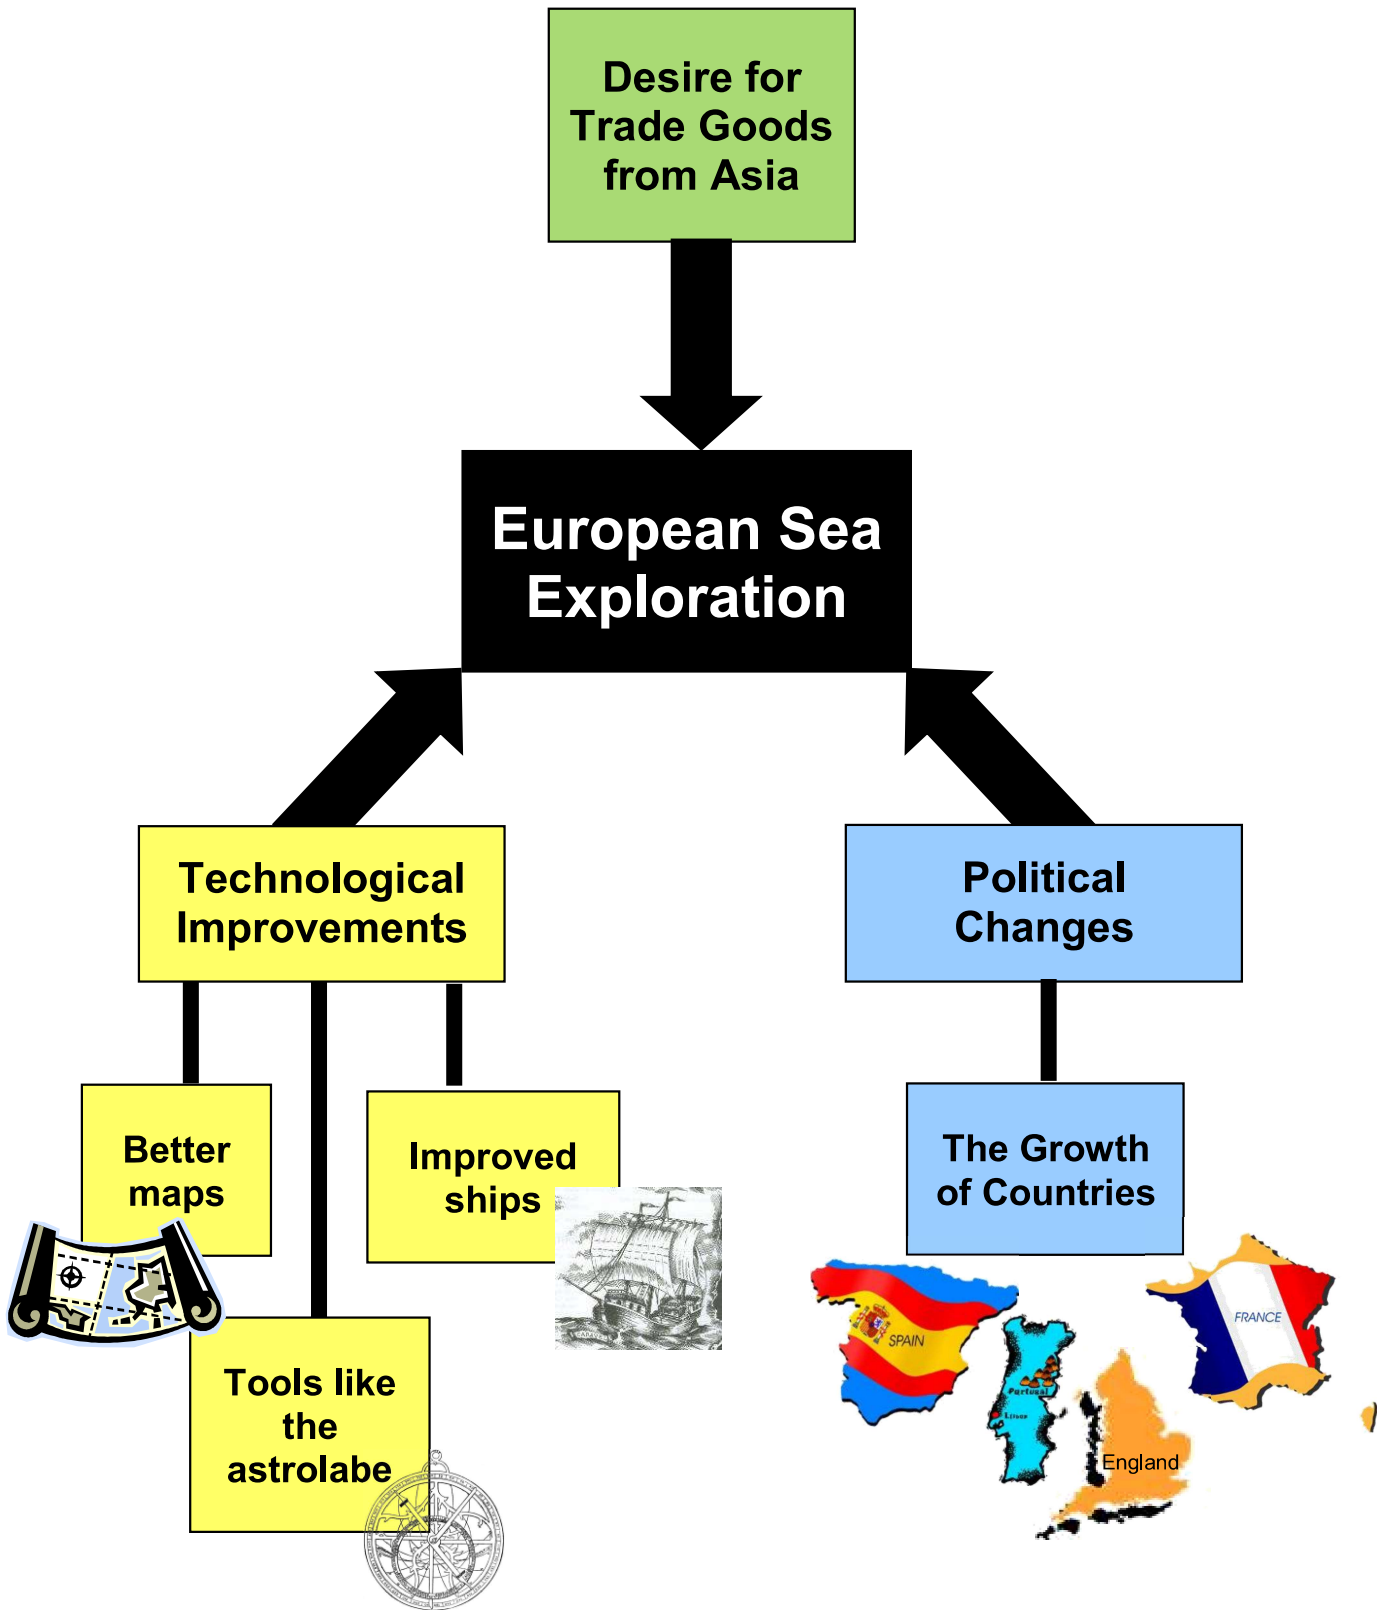 Desire for
Trade Goods
from Asia
European Sea
Exploration
Technological
Improvements
Political
Changes
Better
maps
Improved
ships
The Growth
of Countries
Tools like
the
astrolabe
SPAIN
FRANCE
Portugal
Lisboa
England